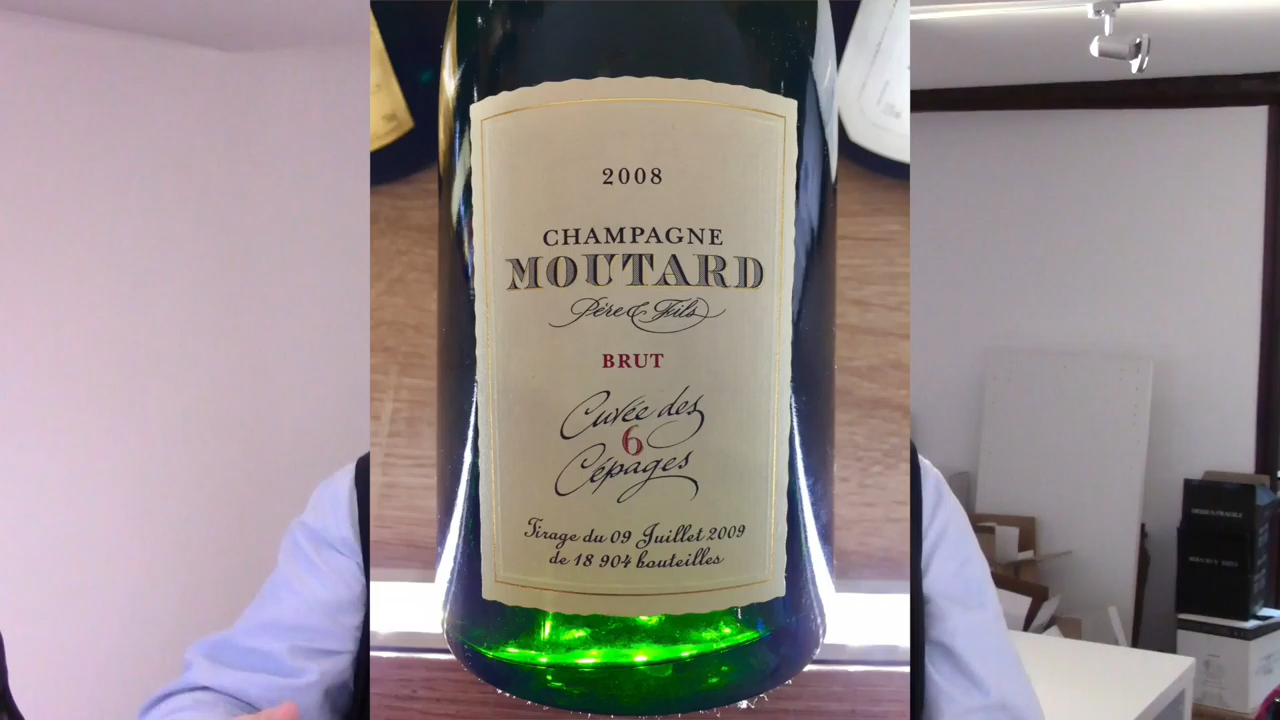 2008
CHAMPAGNE
MOUTARD
Père & Fils
BRUT
Cuvée des
6
Cépages
Tirage du 09 Juillet 2009
de 18 904 bouteilles